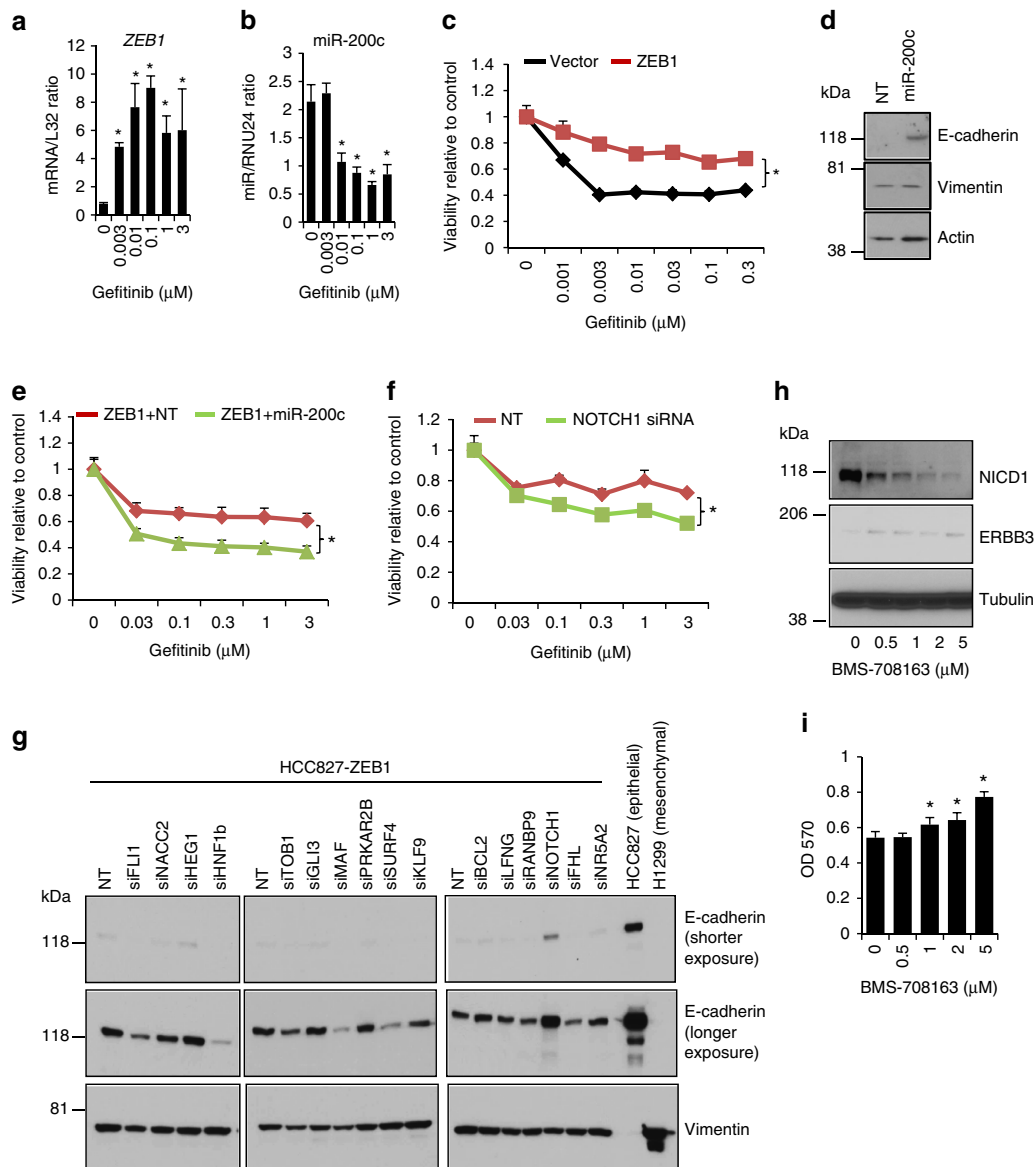 a
ZEB1
mRNA/L32 ratio
12
10
8
6
4
2
0
* * * * *
0 0.003 0.01 0.1 1 3
Gefitinib (µM)
b
miR-200c
miR/RNU24 ratio
3
2.5
2
1.5
1
0.5
0
* * * *
0 0.003 0.01 0.1 1 3
Gefitinib (µM)
c
Vector ZEB1
Viability relative to control
1.4
1.2
1
0.8
0.6
0.4
0.2
0
*
0 0.001 0.003 0.01 0.03 0.1 0.3
Gefitinib (µM)
d
kDa NT miR-200c
118 E-cadherin
81
Vimentin
Actin
38
e
ZEB1+NT ZEB1+miR-200c
Viability relative to control
1.4
1.2
1
0.8
0.6
0.4
0.2
0
*
0 0.03 0.1 0.3 1 3
Gefitinib (µM)
f
NT NOTCH1 siRNA
Viability relative to control
1.2
1
0.8
0.6
0.4
0.2
0
*
0 0.03 0.1 0.3 1 3
Gefitinib (µM)
h
kDa
118 NICD1
206
ERBB3
Tubulin
38
0 0.5 1 2 5
BMS-708163 (µM)
g
HCC827-ZEB1
NT siFLI1 siNACC2 siHEG1 siHNF1b
NT siTOB1 siGLI3 siMAF siPRKAR2B siSURF4 siKLF9
NT siBCL2 siLFNG siRANBP9 siNOTCH1 siFHL siNR5A2 HCC827 (epithelial) H1299 (mesenchymal)
kDa
118
E-cadherin
(shorter
exposure)
118
E-cadherin
(longer
exposure)
81
Vimentin
i
OD 570
1
0.8
0.6
0.4
0.2
0
* * *
0 0.5 1 2 5
BMS-708163 (µM)